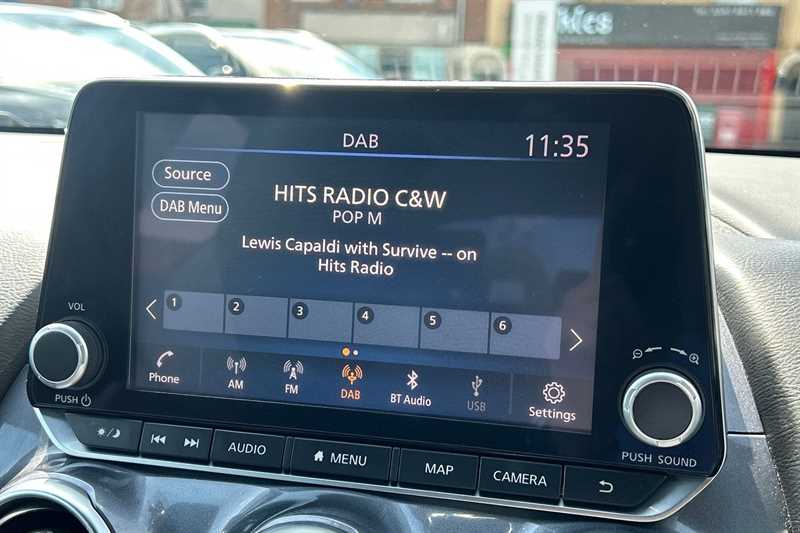 DAB
11:35
Source
HITS RADIO C&W
DAB Menu
POP M
Lewis Capaldi with Survive -- on
Hits Radio
1 2 3 4 5 6
VOL
PUSH
Phone
AM
FM
DAB
BT Audio
USB
Settings
PUSH SOUND
AUDIO
MENU
MAP
CAMERA